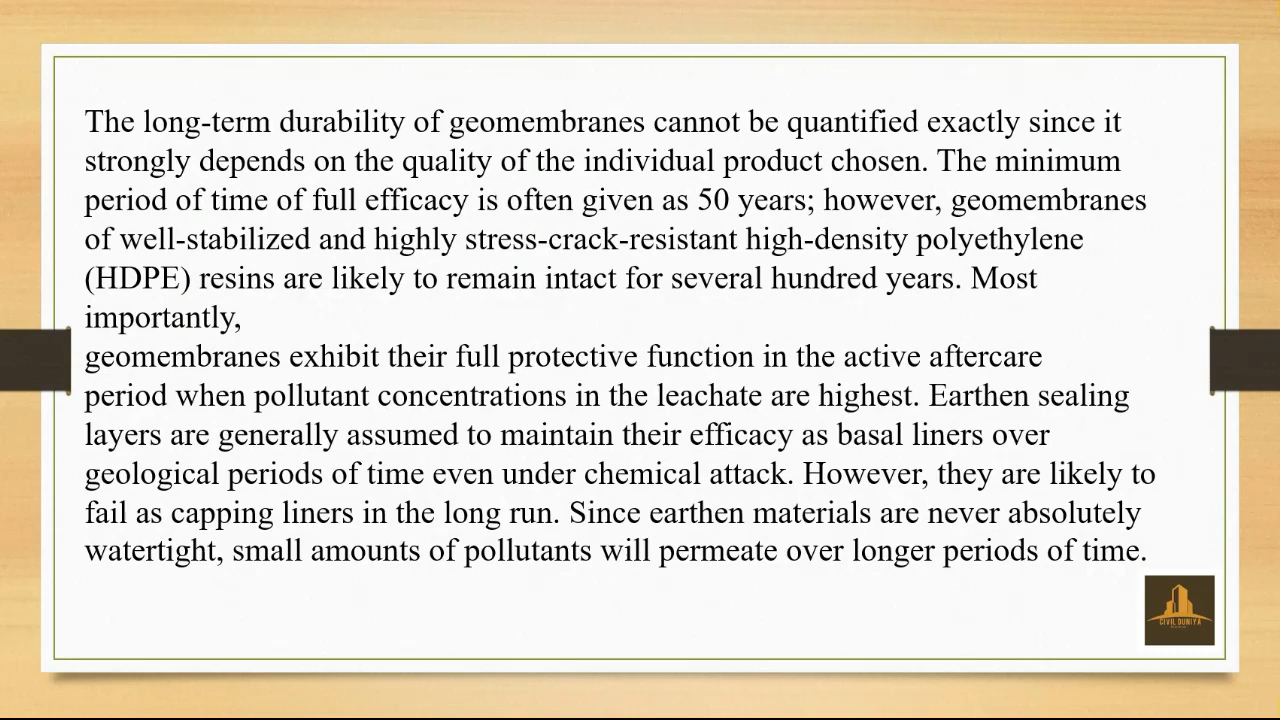 The long-term durability of geomembranes cannot be quantified exactly since it
strongly depends on the quality of the individual product chosen. The minimum
period of time of full efficacy is often given as 50 years; however, geomembranes
of well-stabilized and highly stress-crack-resistant high-density polyethylene
(HDPE) resins are likely to remain intact for several hundred years. Most
importantly,
geomembranes exhibit their full protective function in the active aftercare
period when pollutant concentrations in the leachate are highest. Earthen sealing
layers are generally assumed to maintain their efficacy as basal liners over
geological periods of time even under chemical attack. However, they are likely to
fail as capping liners in the long run. Since earthen materials are never absolutely
watertight, small amounts of pollutants will permeate over longer periods of time.
CIVIL DUNIYA